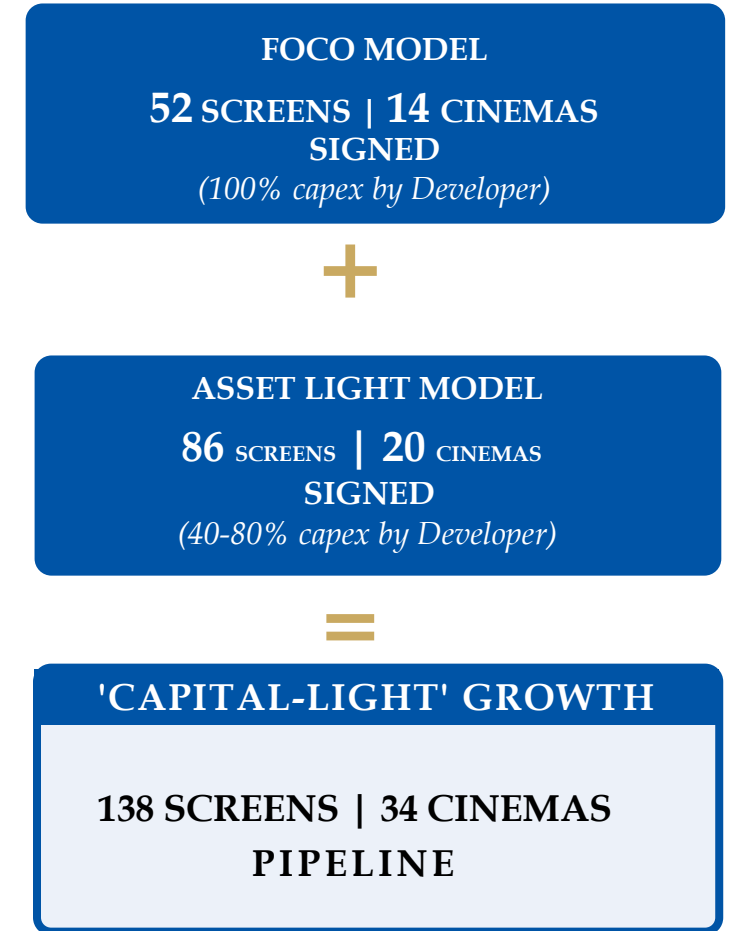 FOCO MODEL
52 SCREENS | 14 CINEMAS
SIGNED
(100% capex by Developer)
+
ASSET LIGHT MODEL
86 SCREENS | 20 CINEMAS
SIGNED
(40-80% capex by Developer)
=
'CAPITAL-LIGHT' GROWTH
138 SCREENS | 34 CINEMAS
PIPELINE